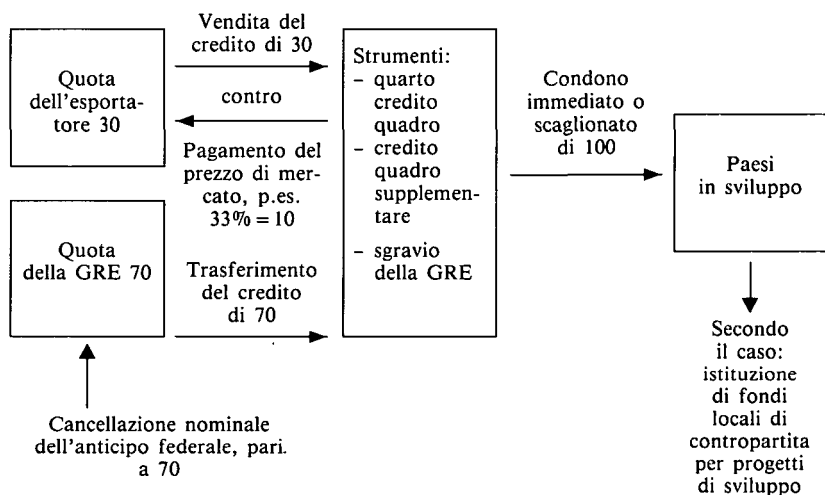 Quota
dell'esporta-
tore 30
Vendita del
credito di 30
contro
Pagamento del
prezzo di mer-
cato, p.es.
33% = 10
Quota
della GRE 70
Trasferimento
del credito
di 70
Cancellazione nominale
dell'anticipo federale, pari.
a 70
Strumenti:
– quarto
credito
quadro
– credito
quadro
supplemen-
tare
– sgravio
della GRE
Condono
immediato o
scaglionato
di 100
Paesi
in sviluppo
Secondo
il caso:
istituzione
di fondi
locali di
contropartita
per progetti
di sviluppo